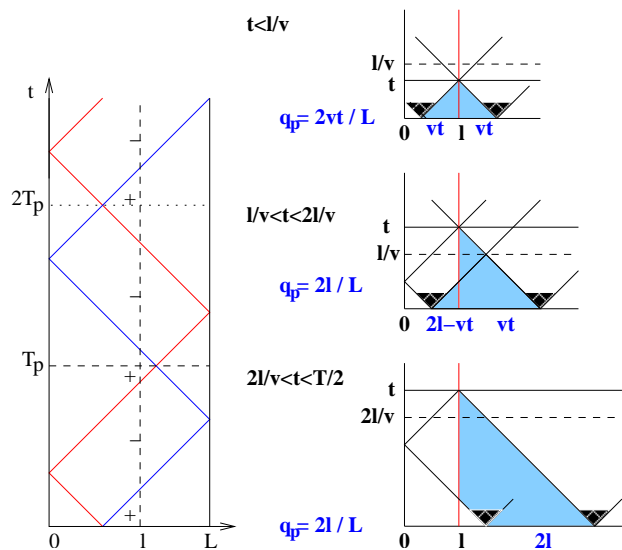 t
2T_p
T_p
−
+
−
+
−
+
0
l
L
t<l/v
q_p= 2vt / L
l/v
t
0
vt
l
vt
l/v<t<2l/v
q_p= 2l / L
t
l/v
0
2l−vt
vt
2l/v<t<T/2
q_p= 2l / L
t
2l/v
0
l
2l